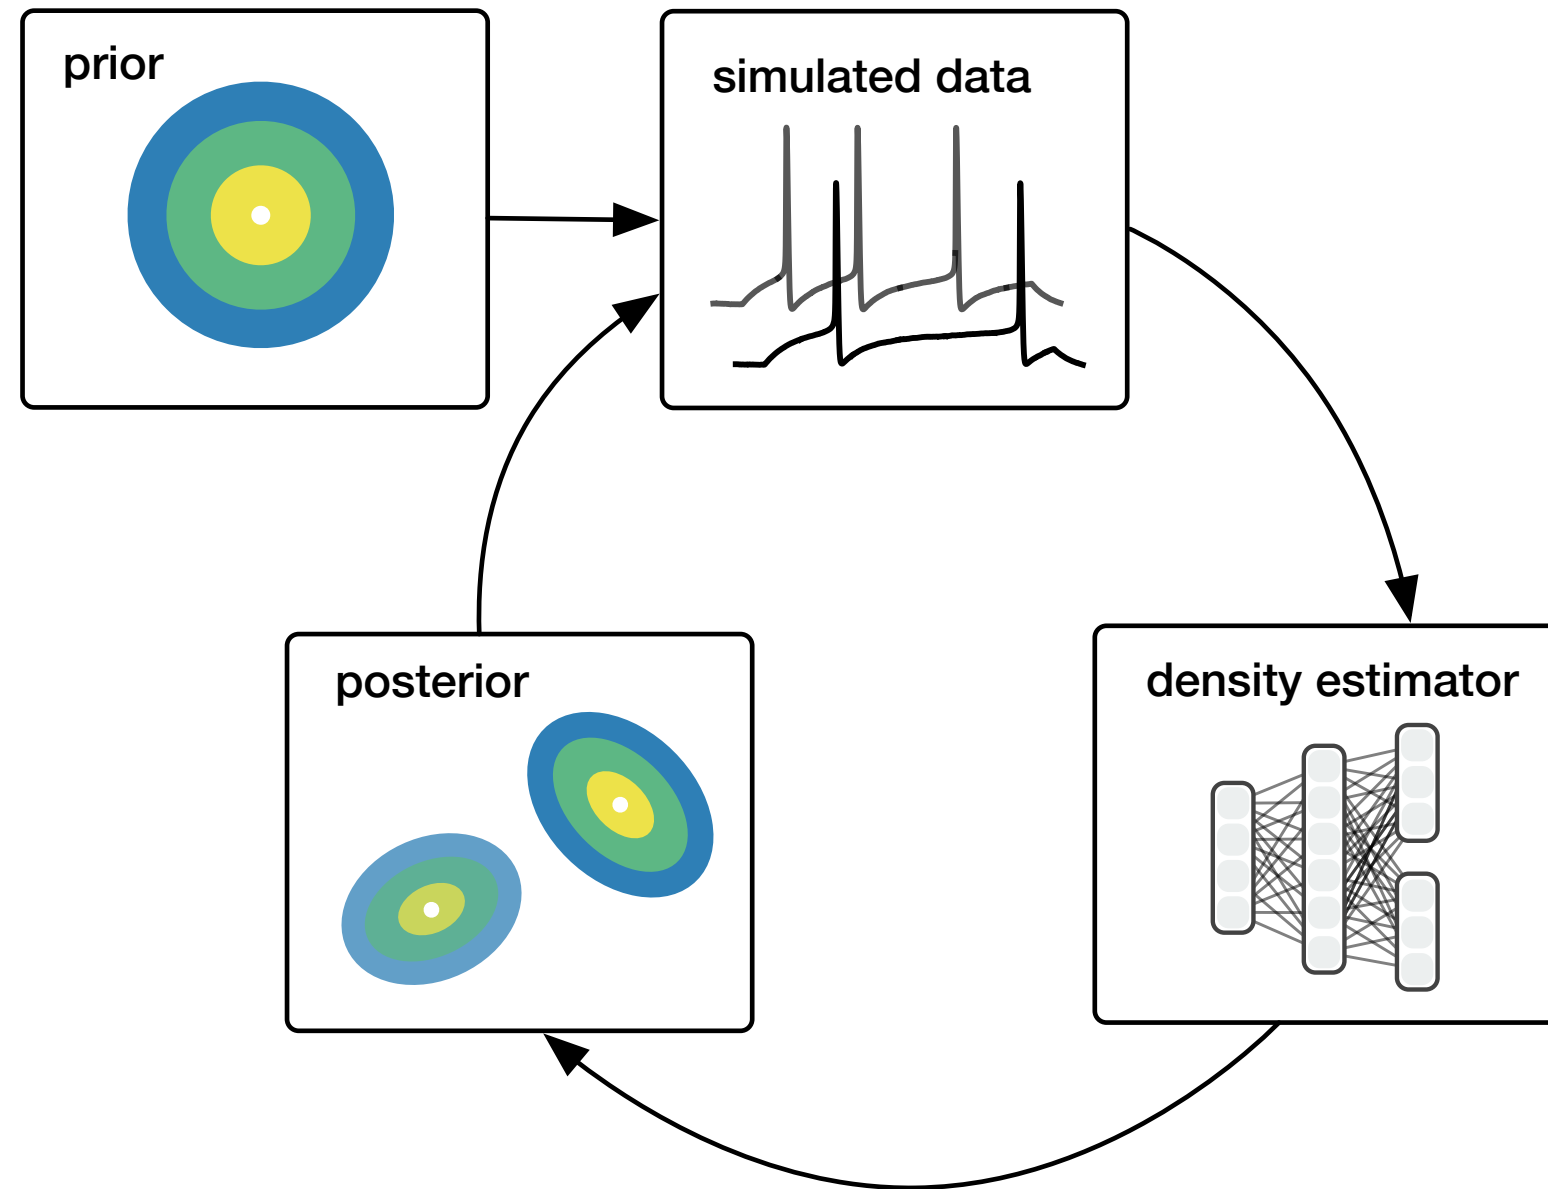 prior
simulated data
posterior
density estimator